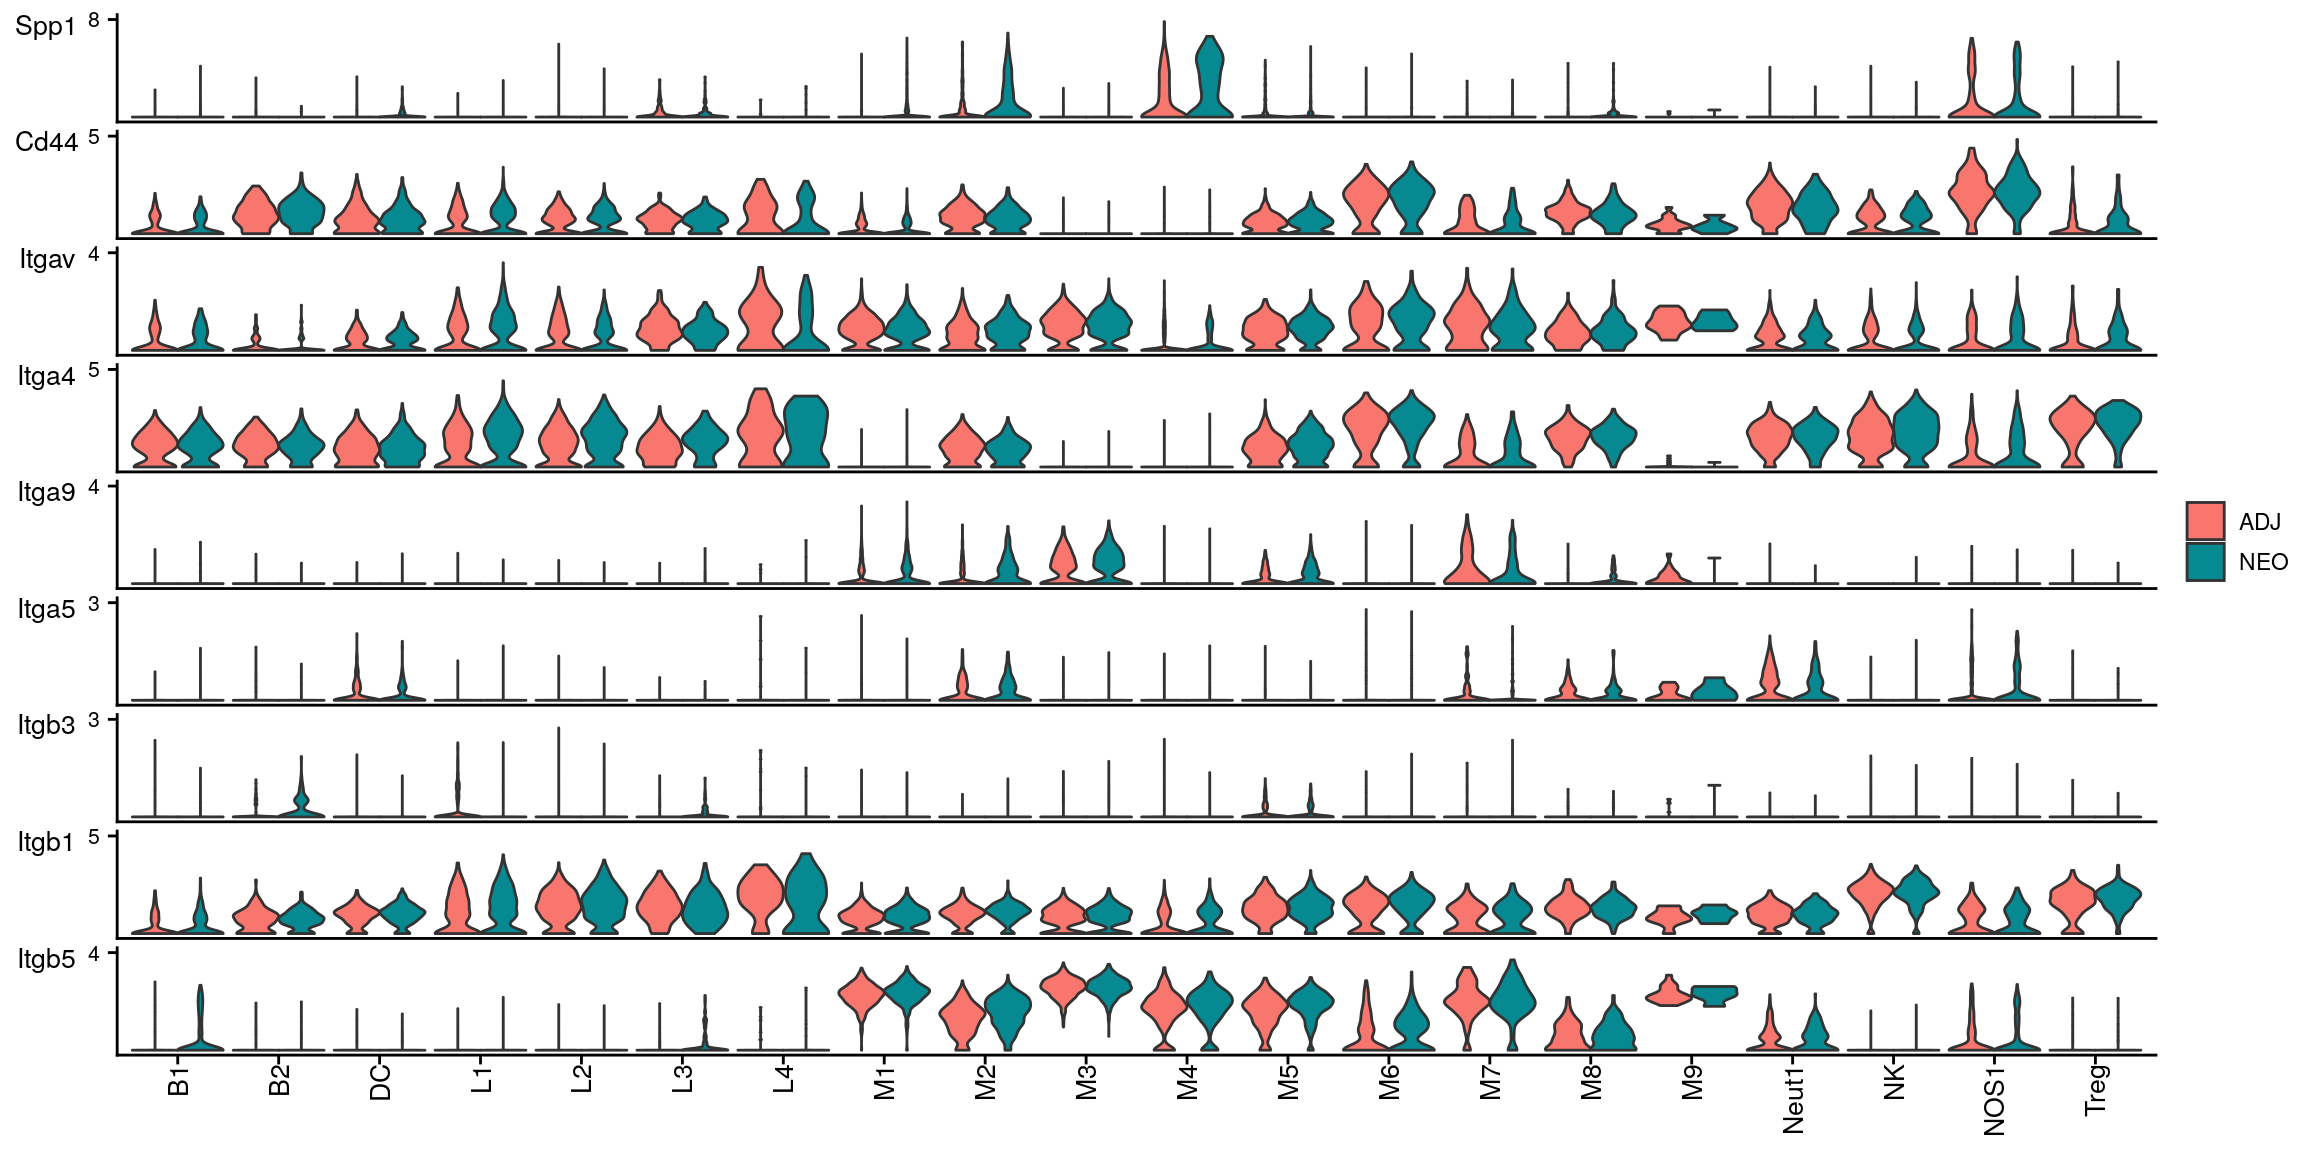 Spp1 8
Cd44 5
Itgav 4
Itga4 5
Itga9 4
Itga5 3
Itgb3 3
Itgb1 5
Itgb5 4
ADJ
NEO
B1 B2 DC L1 L2 L3 L4 M1 M2 M3 M4 M5 M6 M7 M8 M9 Neut1 NK NOS1 Treg